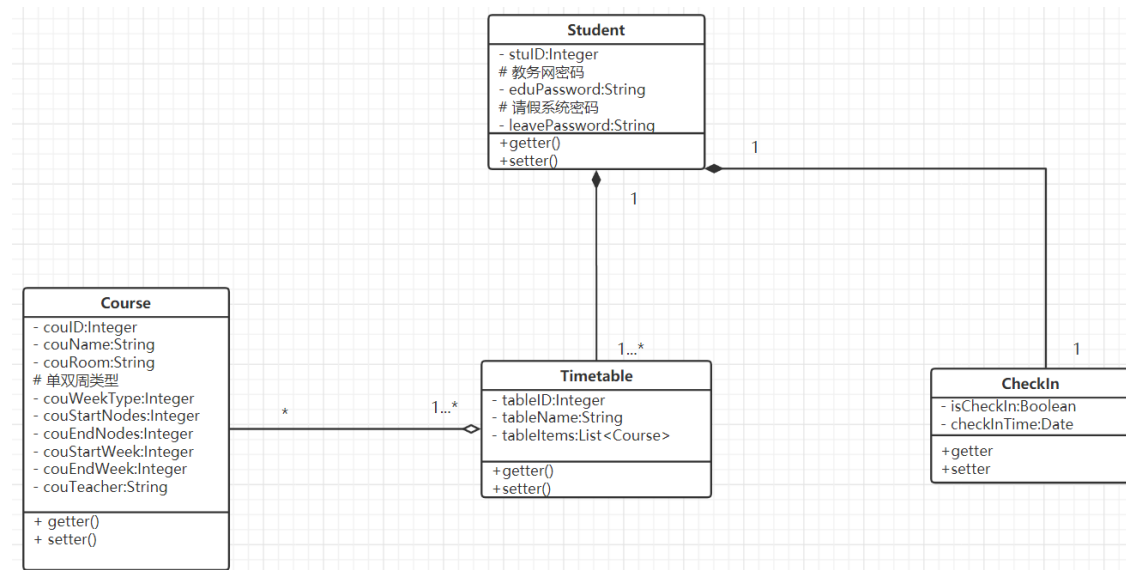 Student
- stuID:Integer
# 教务网密码
- eduPassword:String
# 请假系统密码
- leavePassword:String
+getter()
+setter()
1
1
Course
- couID:Integer
- couName:String
- couRoom:String
# 单双周类型
- couWeekType:Integer
- couStartNodes:Integer
- couEndNodes:Integer
- couStartWeek:Integer
- couEndWeek:Integer
- couTeacher:String
+ getter()
+ setter()
*
1...*
1...*
Timetable
- tableID:Integer
- tableName:String
- tableItems:List<Course>
+getter()
+setter()
1
CheckIn
- isCheckIn:Boolean
- checkInTime:Date
+getter
+setter